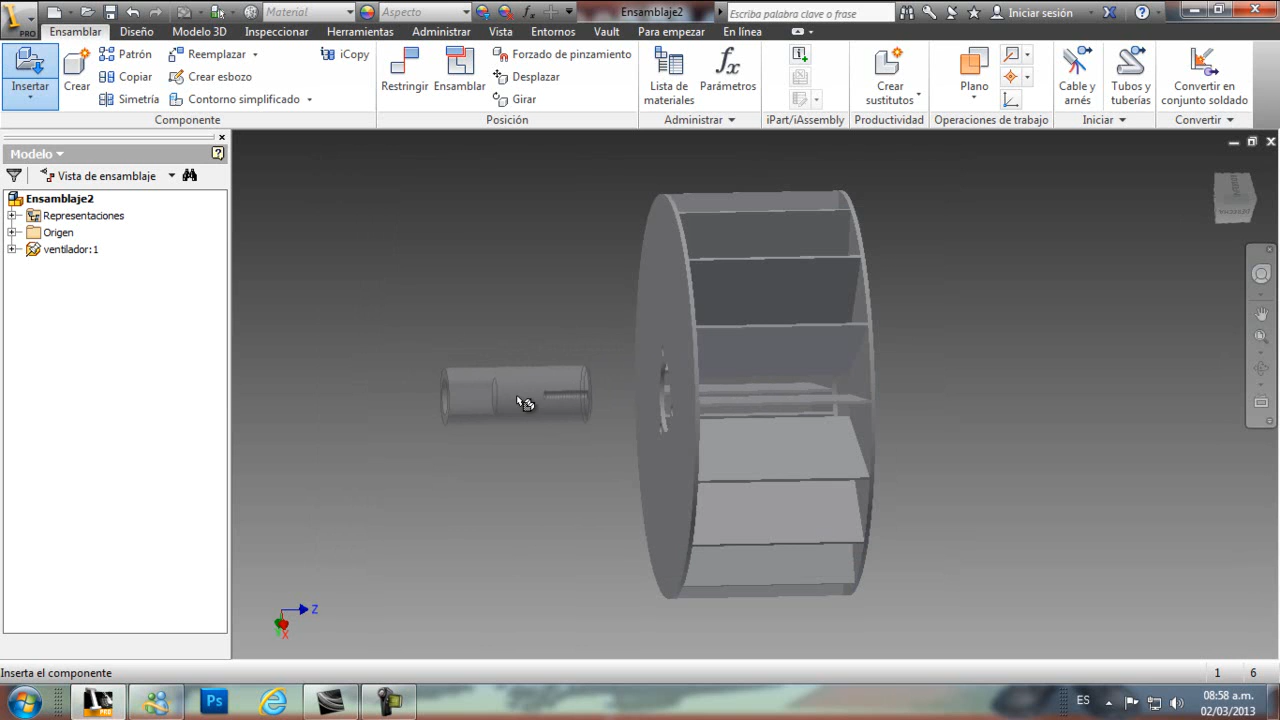 Material
Aspecto
Ensamblaje2
Escriba palabra clave o frase
Iniciar sesión
PRO
Ensamblar
Diseño
Modelo 3D
Inspeccionar
Herramientas
Administrar
Vista
Entornos
Vault
Para empezar
En línea
Insertar
Crear
Patrón
Copiar
Simetría
Reemplazar
Crear esbozo
Contorno simplificado
iCopy
Restringir
Ensamblar
Forzado de pinzamiento
Desplazar
Girar
Lista de materiales
Parámetros
Crear sustitutos
Plano
Cable y arnés
Tubos y tuberías
Convertir en conjunto soldado
Componente
Posición
Administrar
iPart/iAssembly
Productividad
Operaciones de trabajo
Iniciar
Convertir
Modelo
Vista de ensamblaje
Ensamblaje2
Representaciones
Origen
ventilador:1
Z
X
Inserta el componente
1
6
Ps
ES
08:58 a.m.
02/03/2013